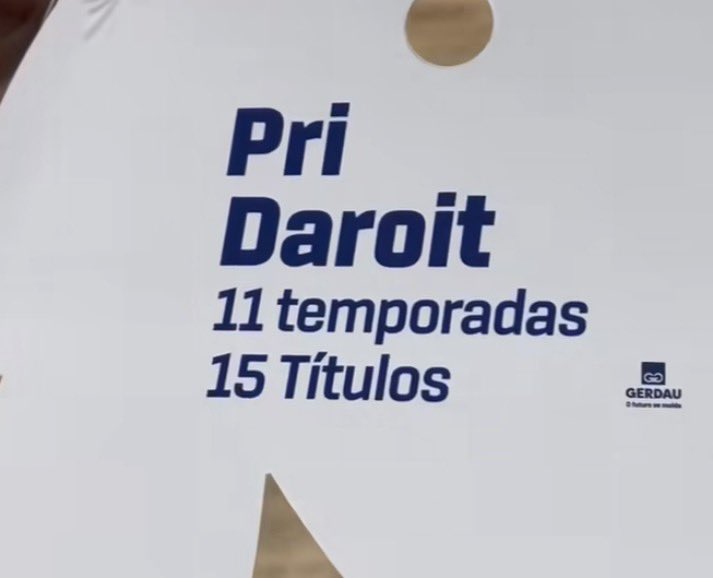 Pri
Daroit
11 temporadas
15 Títulos
GERDAU
O futuro se molda